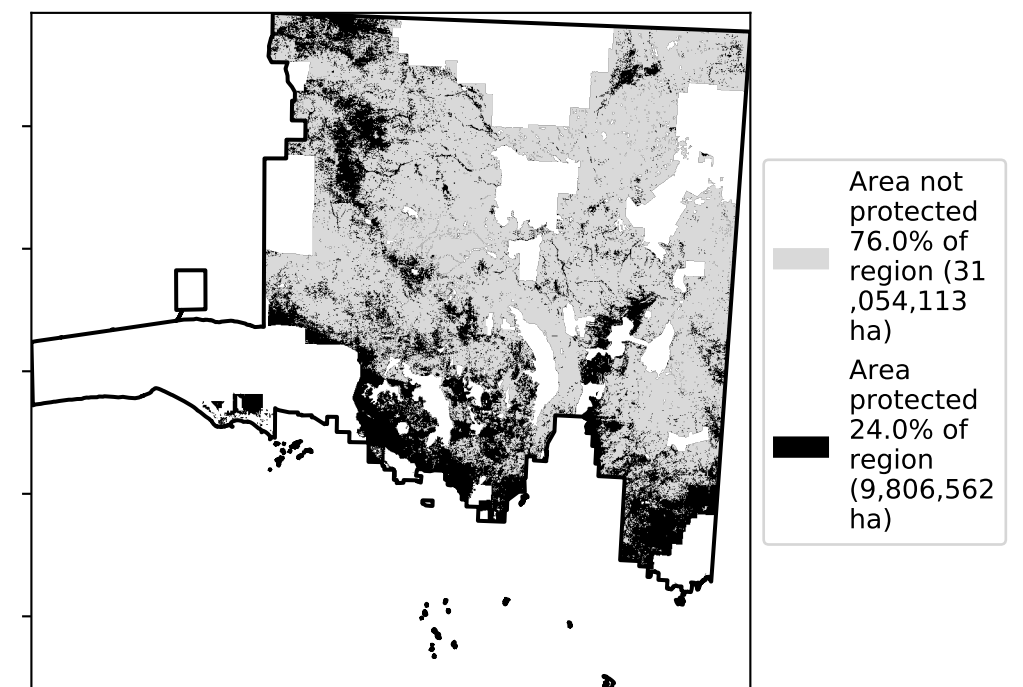 Area not
protected
76.0% of
region (31
,054,113
ha)
Area
protected
24.0% of
region
(9,806,562
ha)